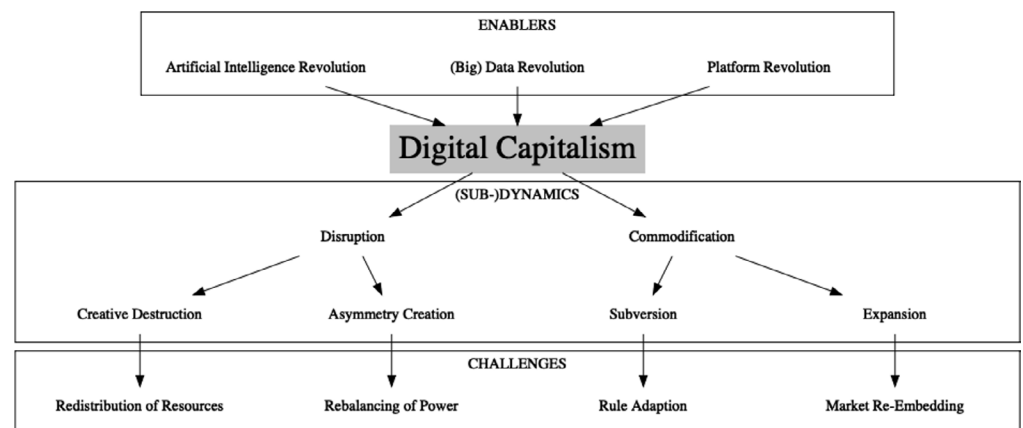 ENABLERS
Artificial Intelligence Revolution (Big) Data Revolution Platform Revolution
Digital Capitalism
(SUB-)DYNAMICS
Disruption Commodification
Creative Destruction Asymmetry Creation Subversion Expansion
CHALLENGES
Redistribution of Resources Rebalancing of Power Rule Adaption Market Re-Embedding